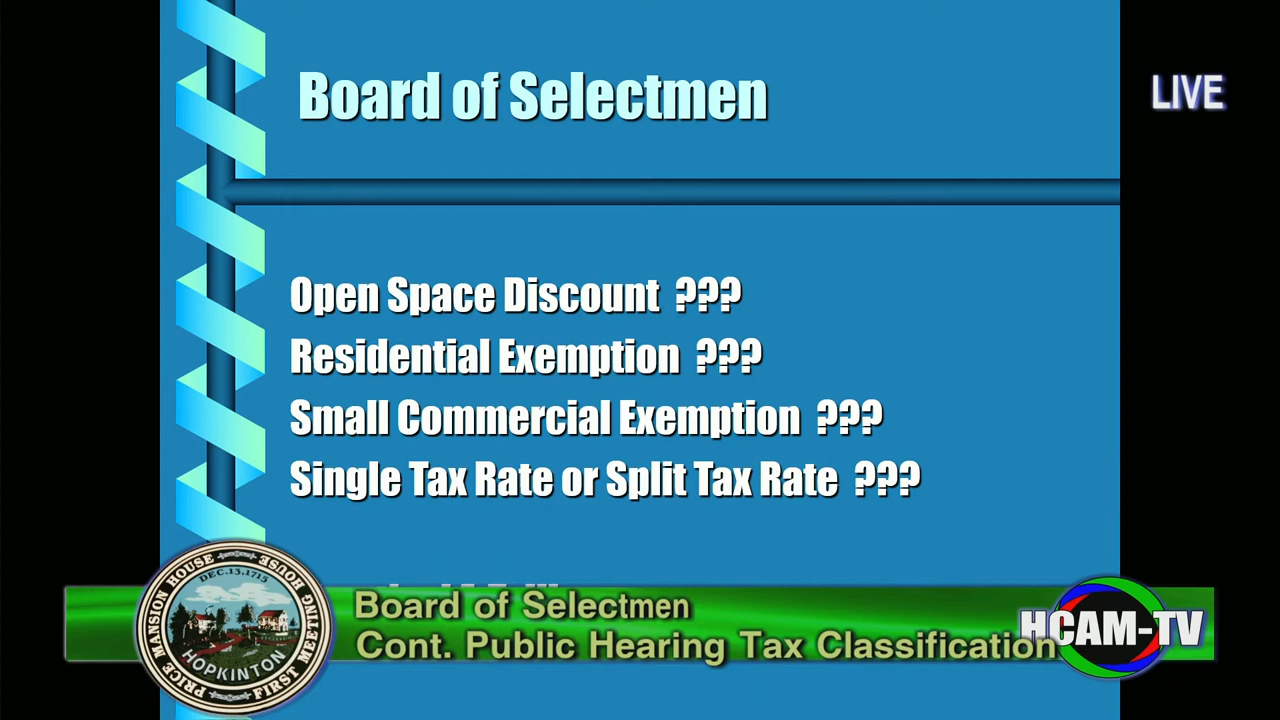 Board of Selectmen
LIVE
Open Space Discount ???
Residential Exemption ???
Small Commercial Exemption ???
Single Tax Rate or Split Tax Rate ???
Board of Selectmen
Cont. Public Hearing Tax Classification
HCAM-TV
PRICE MANSION HOUSE
FIRST MEETING HOUSE
DEC.13.1715
HOPKINTON